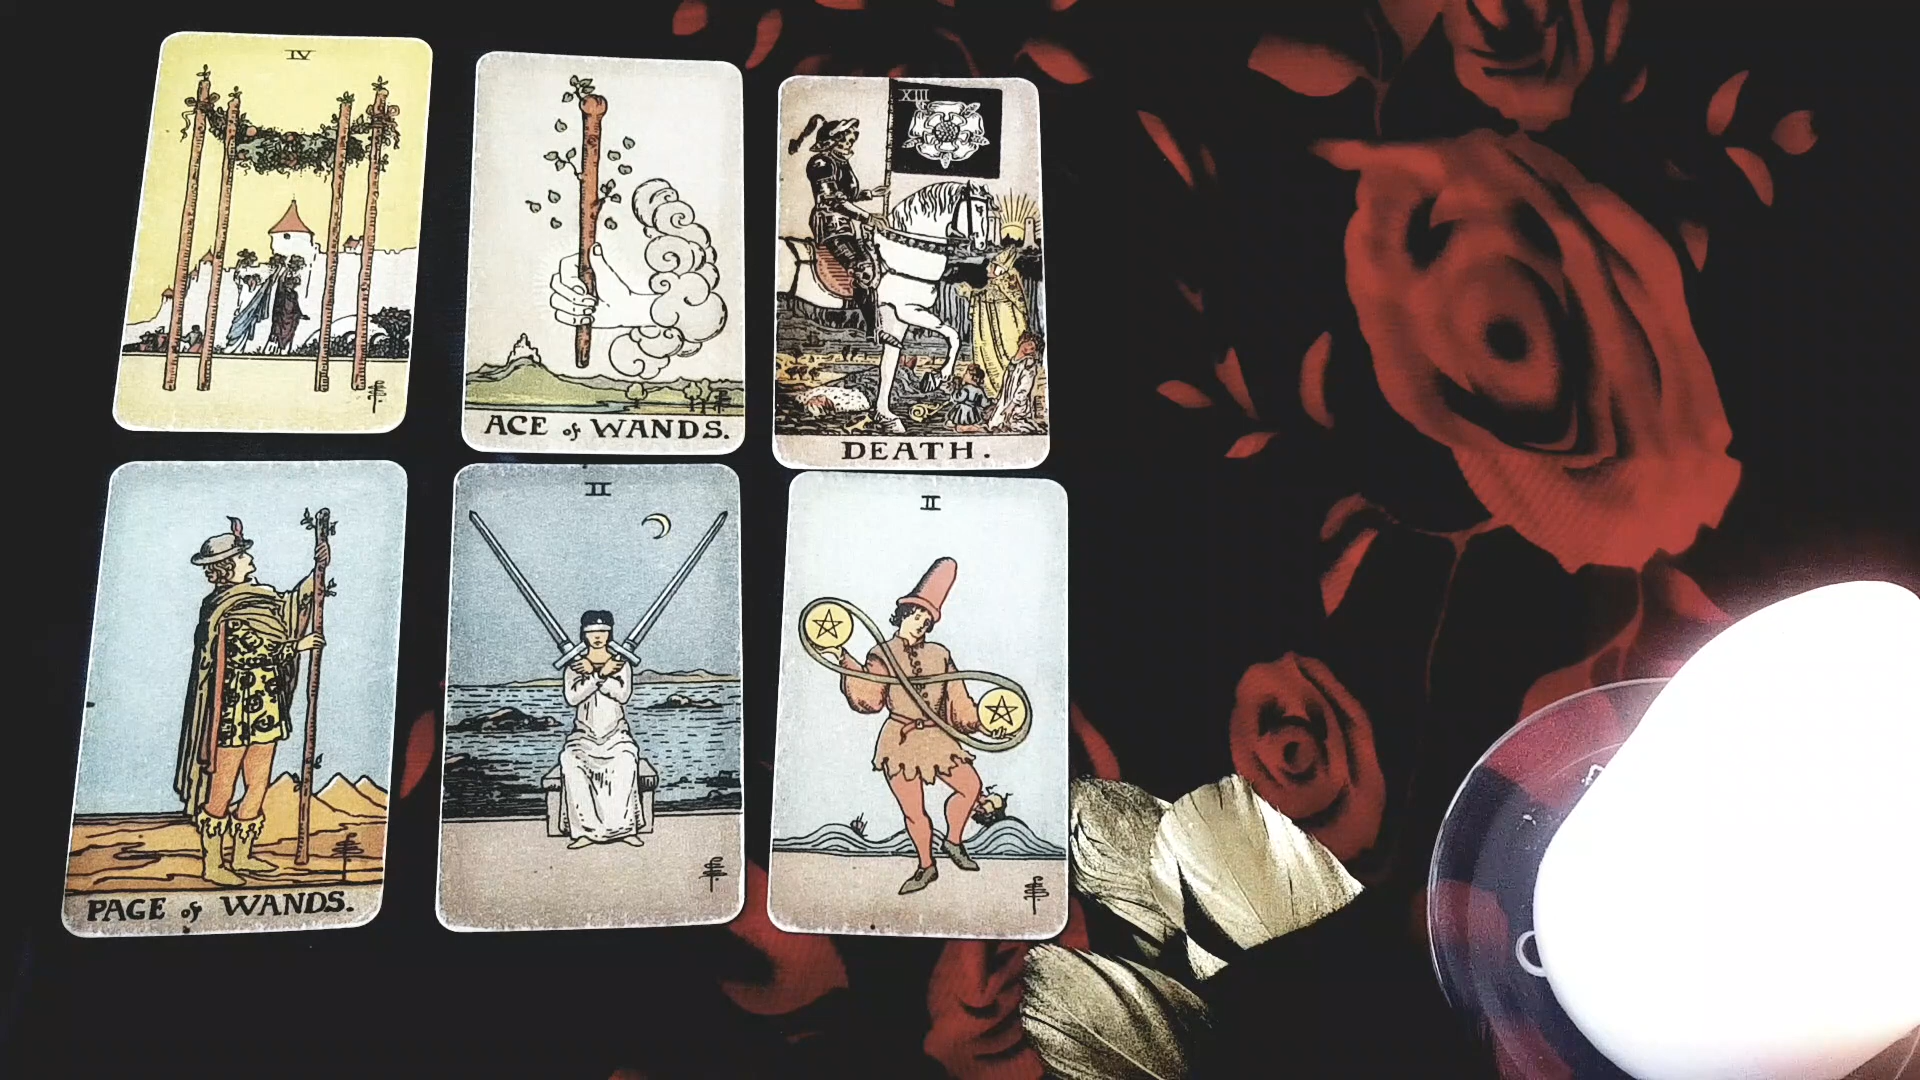 IV
ACE of WANDS.
XIII
DEATH.
PAGE of WANDS.
II
II